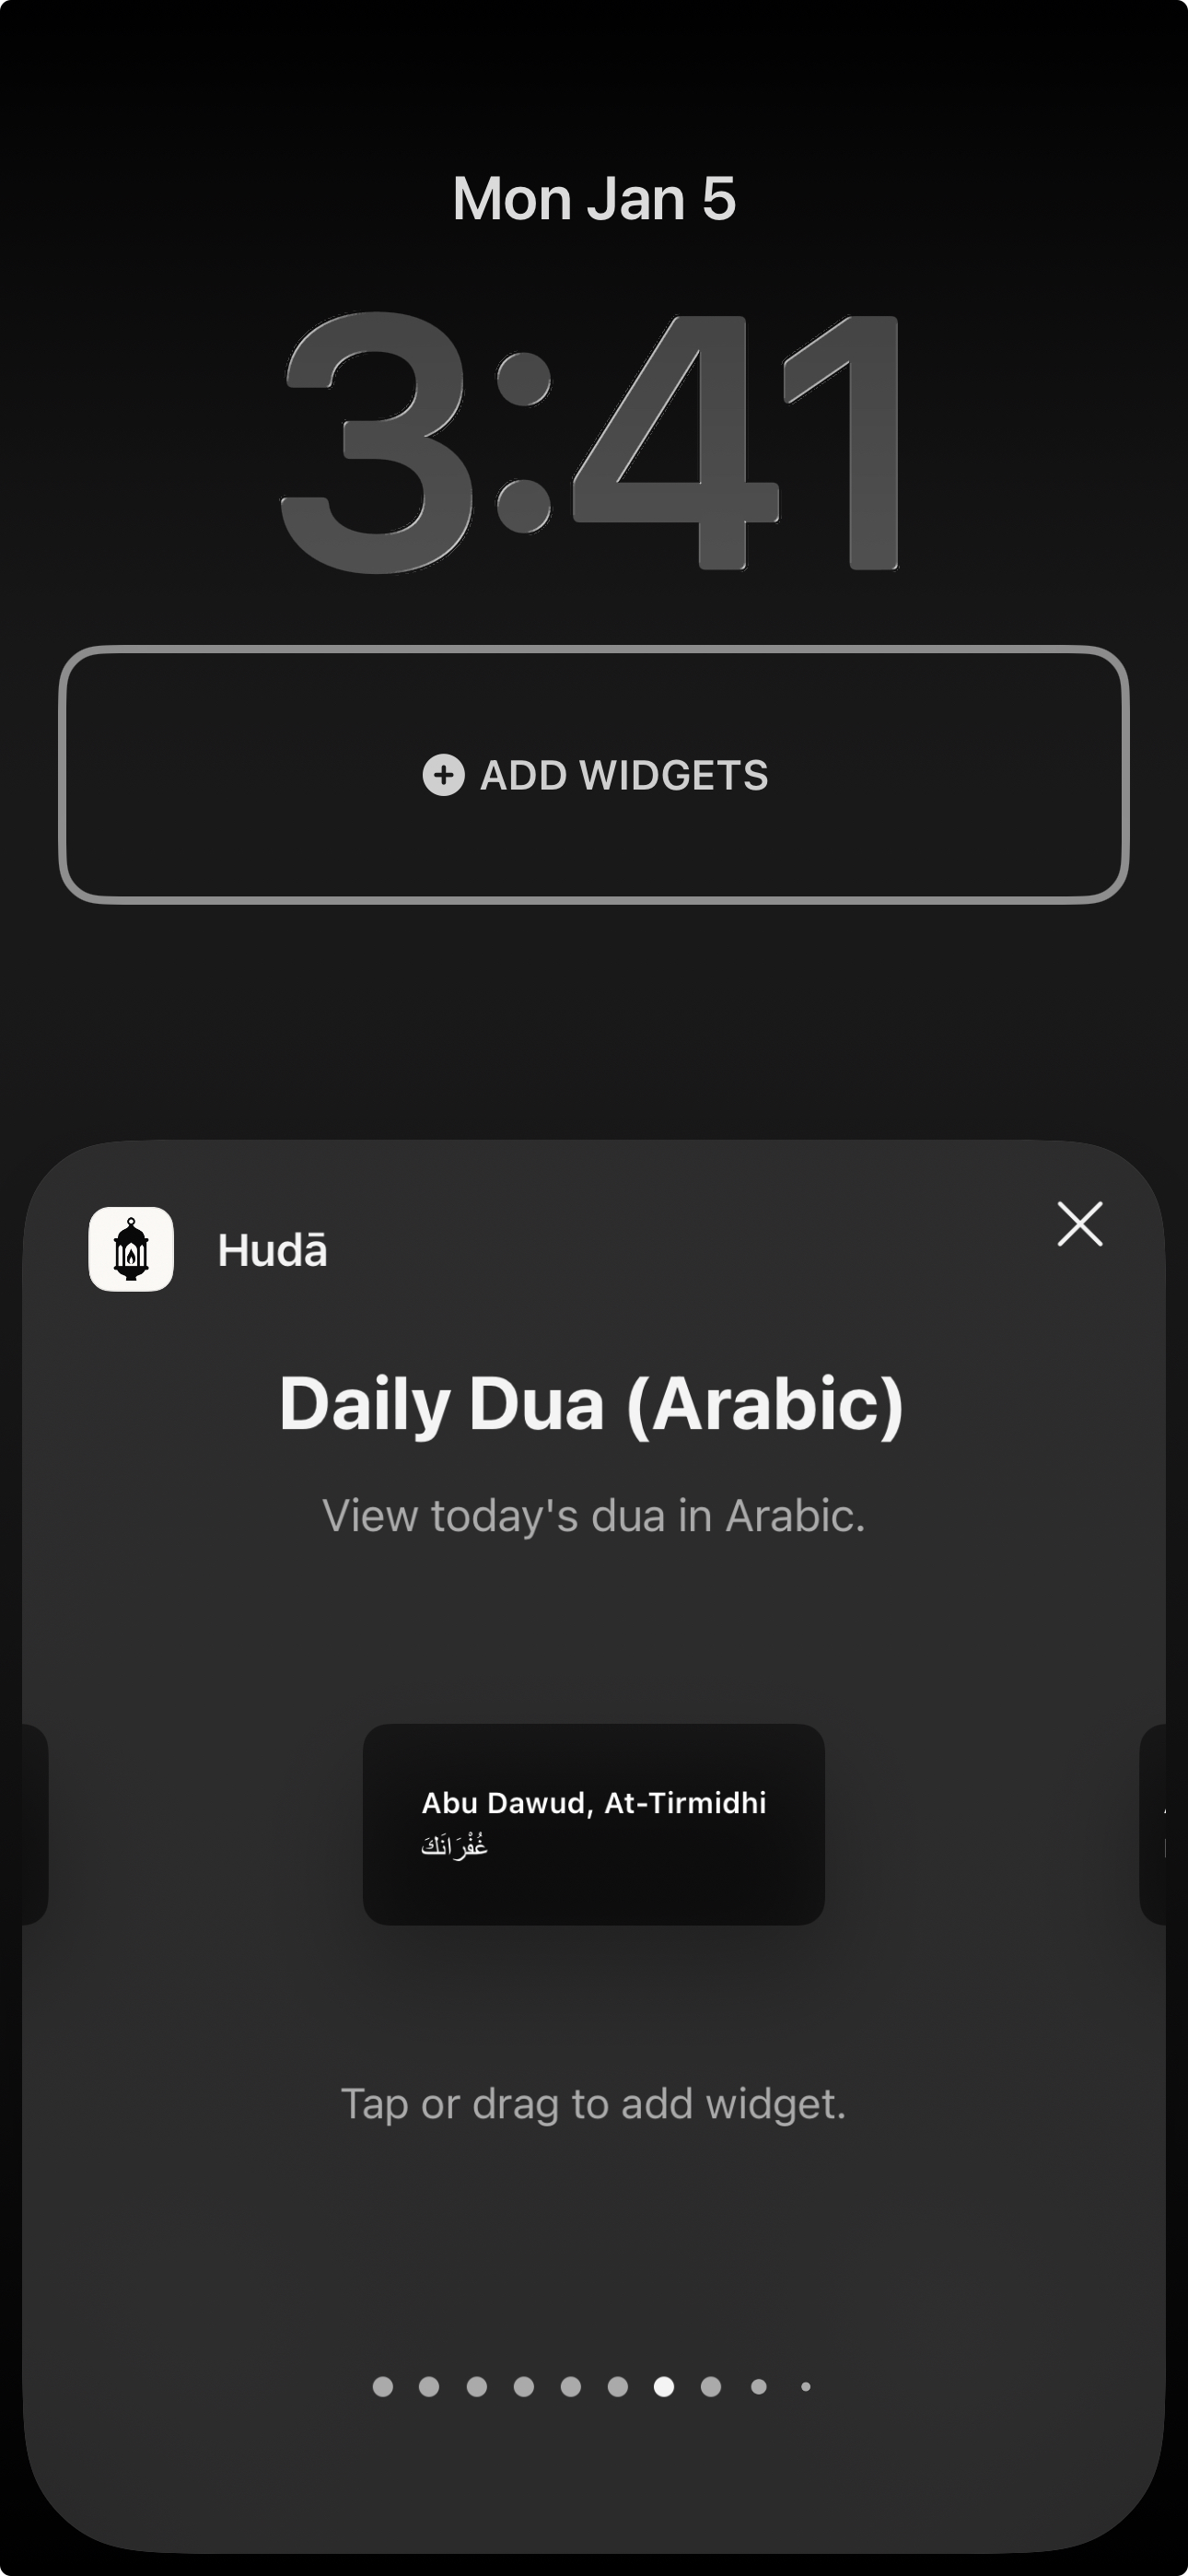 Mon Jan 5
3:41
ADD WIDGETS
Hudā
Daily Dua (Arabic)
View today's dua in Arabic.
Abu Dawud, At-Tirmidhi
غُفْرَانَكَ
Tap or drag to add widget.